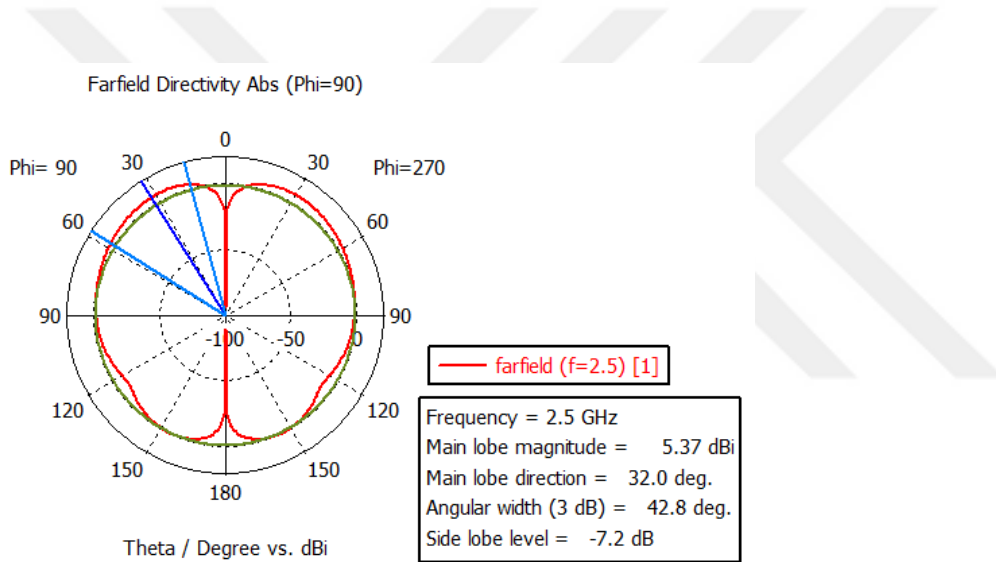 Farfield Directivity Abs (Phi=90)
0
Phi= 90 30 30 Phi=270
60 60
90 -100 -50 0 90
farfield (f=2.5) [1]
120 120
150 150
180
Frequency = 2.5 GHz
Main lobe magnitude = 5.37 dBi
Main lobe direction = 32.0 deg.
Angular width (3 dB) = 42.8 deg.
Side lobe level = -7.2 dB
Theta / Degree vs. dBi